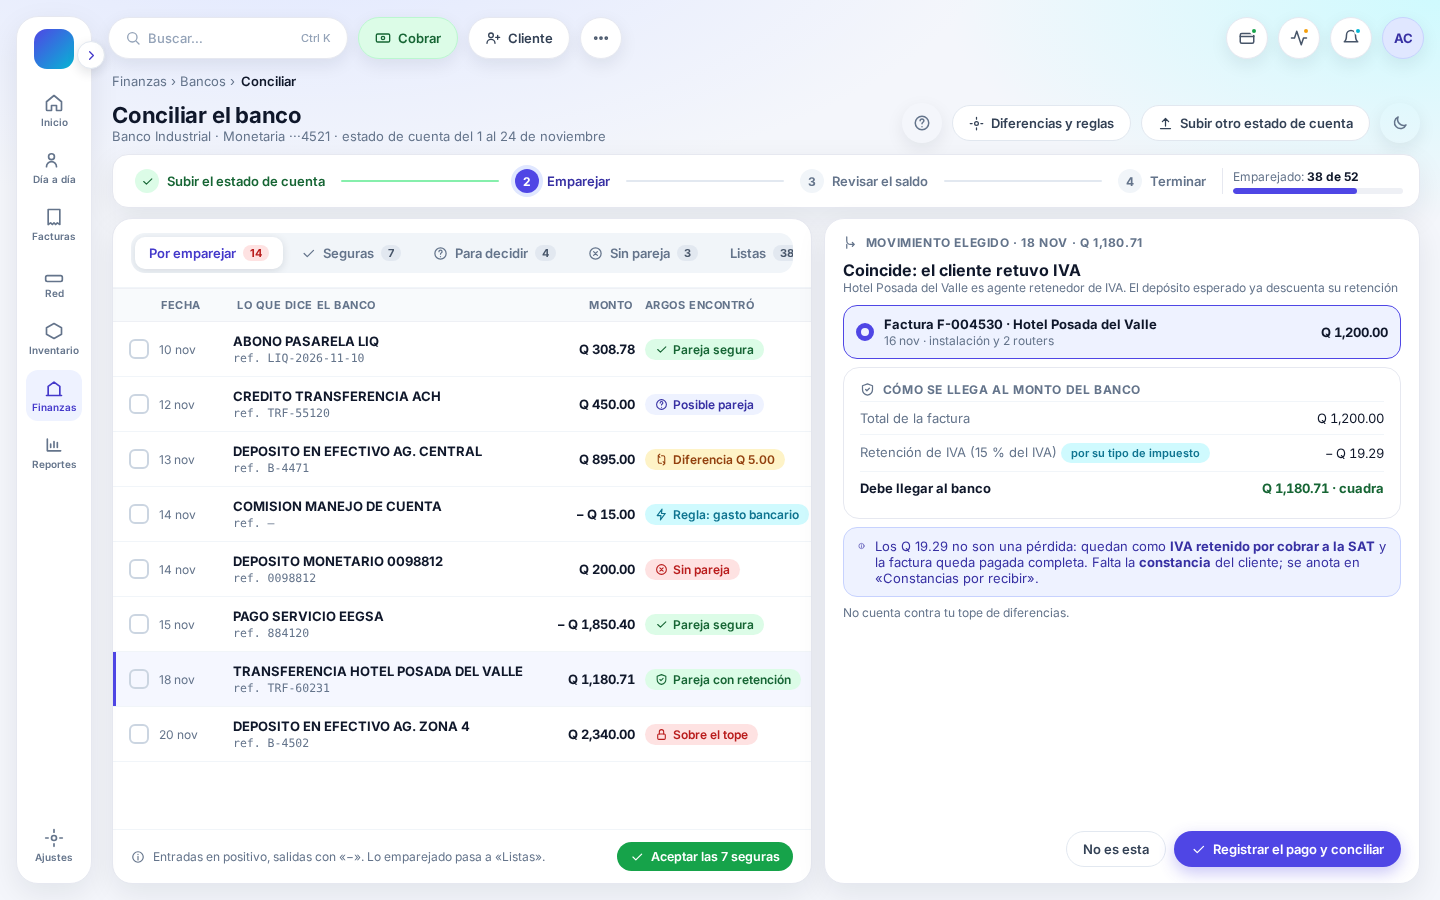 Buscar...
Ctrl K
Cobrar
Cliente
AC
Finanzas › Bancos › Conciliar
Conciliar el banco
Banco Industrial · Monetaria ···4521 · estado de cuenta del 1 al 24 de noviembre
Diferencias y reglas
Subir otro estado de cuenta
Subir el estado de cuenta
2 Emparejar
3 Revisar el saldo
4 Terminar
Emparejado: 38 de 52
Inicio
Día a día
Facturas
Red
Inventario
Finanzas
Reportes
Ajustes
Por emparejar 14
Seguras 7
Para decidir 4
Sin pareja 3
Listas 38
FECHA LO QUE DICE EL BANCO MONTO ARGOS ENCONTRÓ
10 nov ABONO PASARELA LIQ Q 308.78 Pareja segura
ref. LIQ-2026-11-10
12 nov CREDITO TRANSFERENCIA ACH Q 450.00 Posible pareja
ref. TRF-55120
13 nov DEPOSITO EN EFECTIVO AG. CENTRAL Q 895.00 Diferencia Q 5.00
ref. B-4471
14 nov COMISION MANEJO DE CUENTA – Q 15.00 Regla: gasto bancario
ref. —
14 nov DEPOSITO MONETARIO 0098812 Q 200.00 Sin pareja
ref. 0098812
15 nov PAGO SERVICIO EEGSA – Q 1,850.40 Pareja segura
ref. 884120
18 nov TRANSFERENCIA HOTEL POSADA DEL VALLE Q 1,180.71 Pareja con retención
ref. TRF-60231
20 nov DEPOSITO EN EFECTIVO AG. ZONA 4 Q 2,340.00 Sobre el tope
ref. B-4502
Entradas en positivo, salidas con «–». Lo emparejado pasa a «Listas».
Aceptar las 7 seguras
MOVIMIENTO ELEGIDO · 18 NOV · Q 1,180.71
Coincide: el cliente retuvo IVA
Hotel Posada del Valle es agente retenedor de IVA. El depósito esperado ya descuenta su retención
Factura F-004530 · Hotel Posada del Valle Q 1,200.00
16 nov · instalación y 2 routers
CÓMO SE LLEGA AL MONTO DEL BANCO
Total de la factura Q 1,200.00
Retención de IVA (15 % del IVA) por su tipo de impuesto – Q 19.29
Debe llegar al banco Q 1,180.71 · cuadra
Los Q 19.29 no son una pérdida: quedan como IVA retenido por cobrar a la SAT y
la factura queda pagada completa. Falta la constancia del cliente; se anota en
«Constancias por recibir».
No cuenta contra tu tope de diferencias.
No es esta
Registrar el pago y conciliar